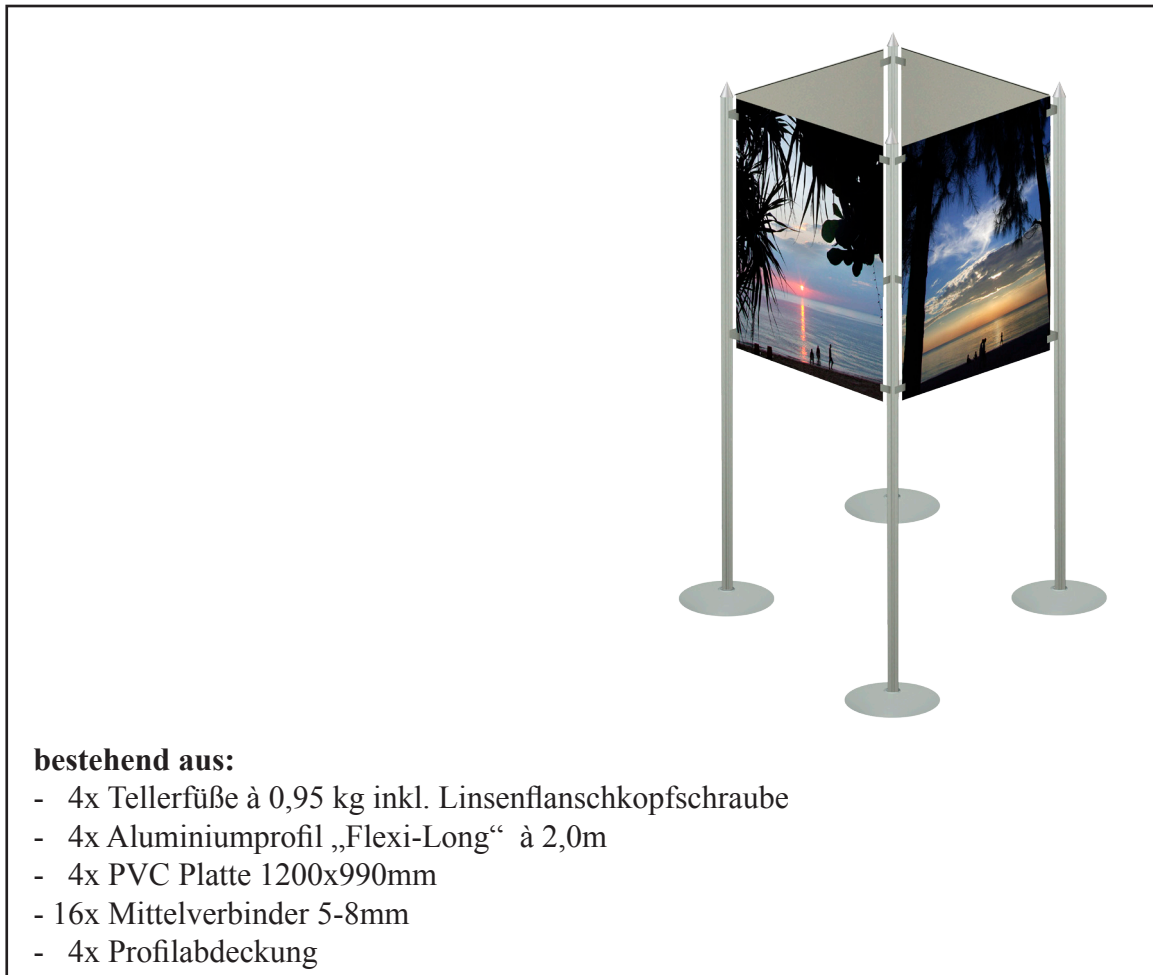 bestehend aus:
- 4x Tellerfüße à 0,95 kg inkl. Linsenflanschkopfschraube
- 4x Aluminiumprofil „Flexi-Long“ à 2,0m
- 4x PVC Platte 1200x990mm
- 16x Mittelverbinder 5-8mm
- 4x Profilabdeckung